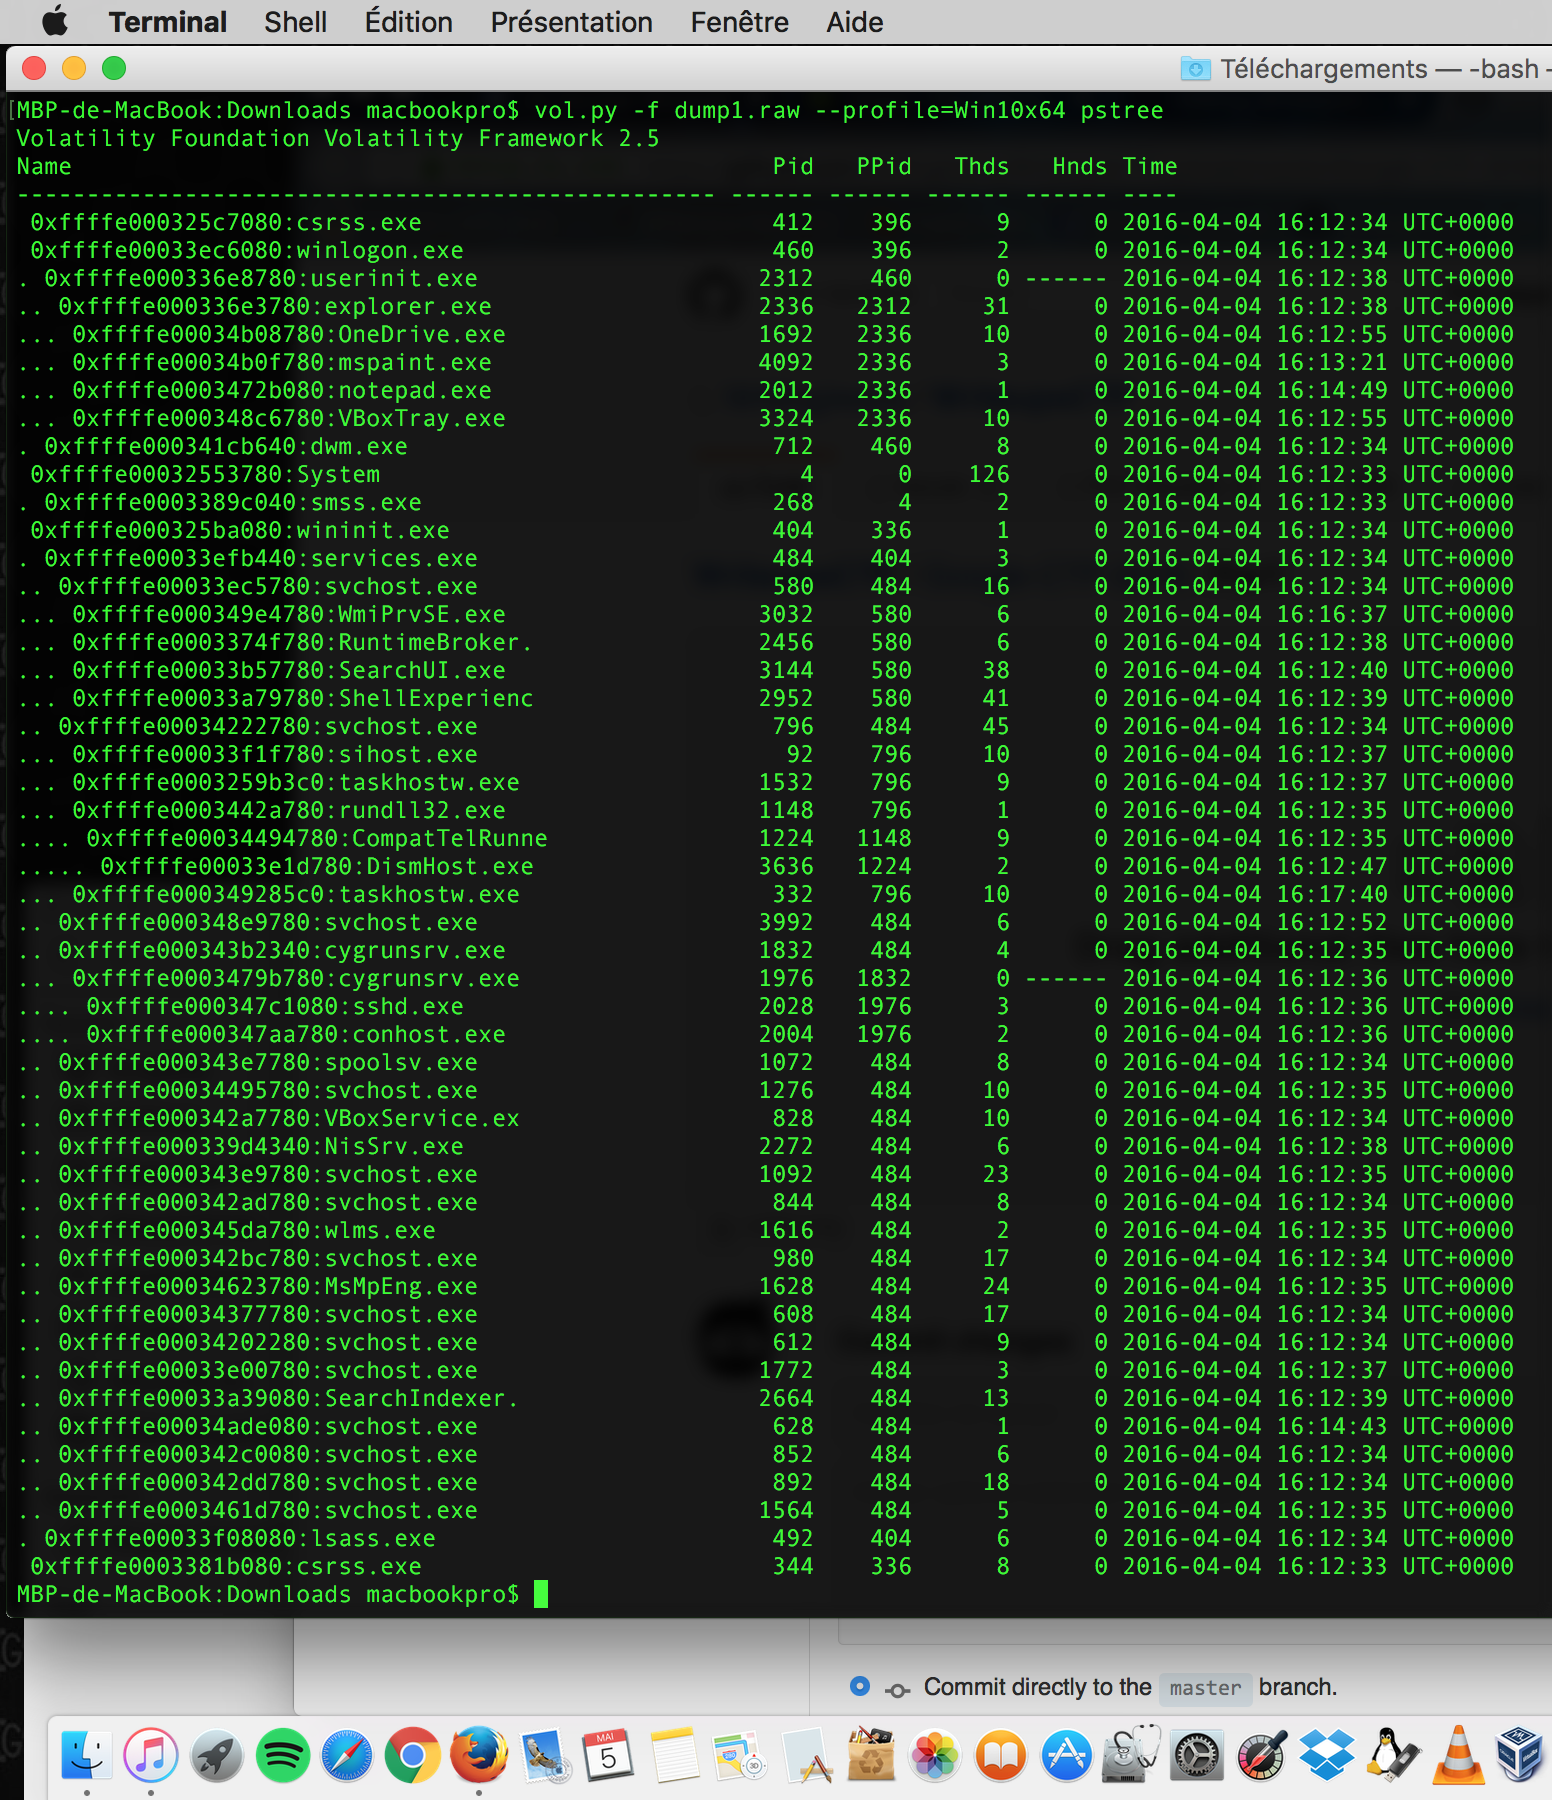 Terminal Shell Édition Présentation Fenêtre Aide
Téléchargements — -bash -
[MBP-de-MacBook:Downloads macbookpro$ vol.py -f dump1.raw --profile=Win10x64 pstree
Volatility Foundation Volatility Framework 2.5
Name Pid PPid Thds Hnds Time
-------------------------------------------------- ------ ------ ------ ------ ----
0xffffe000325c7080:csrss.exe 412 396 9 0 2016-04-04 16:12:34 UTC+0000
0xffffe00033ec6080:winlogon.exe 460 396 2 0 2016-04-04 16:12:34 UTC+0000
. 0xffffe000336e8780:userinit.exe 2312 460 0 ------ 2016-04-04 16:12:38 UTC+0000
.. 0xffffe000336e3780:explorer.exe 2336 2312 31 0 2016-04-04 16:12:38 UTC+0000
... 0xffffe00034b08780:OneDrive.exe 1692 2336 10 0 2016-04-04 16:12:55 UTC+0000
... 0xffffe00034b0f780:mspaint.exe 4092 2336 3 0 2016-04-04 16:13:21 UTC+0000
... 0xffffe0003472b080:notepad.exe 2012 2336 1 0 2016-04-04 16:14:49 UTC+0000
... 0xffffe000348c6780:VBoxTray.exe 3324 2336 10 0 2016-04-04 16:12:55 UTC+0000
. 0xffffe000341cb640:dwm.exe 712 460 8 0 2016-04-04 16:12:34 UTC+0000
0xffffe00032553780:System 4 0 126 0 2016-04-04 16:12:33 UTC+0000
. 0xffffe0003389c040:smss.exe 268 4 2 0 2016-04-04 16:12:33 UTC+0000
0xffffe000325ba080:wininit.exe 404 336 1 0 2016-04-04 16:12:34 UTC+0000
. 0xffffe00033efb440:services.exe 484 404 3 0 2016-04-04 16:12:34 UTC+0000
.. 0xffffe00033ec5780:svchost.exe 580 484 16 0 2016-04-04 16:12:34 UTC+0000
... 0xffffe000349e4780:WmiPrvSE.exe 3032 580 6 0 2016-04-04 16:16:37 UTC+0000
... 0xffffe0003374f780:RuntimeBroker. 2456 580 6 0 2016-04-04 16:12:38 UTC+0000
... 0xffffe00033b57780:SearchUI.exe 3144 580 38 0 2016-04-04 16:12:40 UTC+0000
... 0xffffe00033a79780:ShellExperienc 2952 580 41 0 2016-04-04 16:12:39 UTC+0000
.. 0xffffe00034222780:svchost.exe 796 484 45 0 2016-04-04 16:12:34 UTC+0000
... 0xffffe00033f1f780:sihost.exe 92 796 10 0 2016-04-04 16:12:37 UTC+0000
... 0xffffe0003259b3c0:taskhostw.exe 1532 796 9 0 2016-04-04 16:12:37 UTC+0000
... 0xffffe0003442a780:rundll32.exe 1148 796 1 0 2016-04-04 16:12:35 UTC+0000
.... 0xffffe00034494780:CompatTelRunne 1224 1148 9 0 2016-04-04 16:12:35 UTC+0000
..... 0xffffe00033e1d780:DismHost.exe 3636 1224 2 0 2016-04-04 16:12:47 UTC+0000
... 0xffffe000349285c0:taskhostw.exe 332 796 10 0 2016-04-04 16:17:40 UTC+0000
.. 0xffffe000348e9780:svchost.exe 3992 484 6 0 2016-04-04 16:12:52 UTC+0000
.. 0xffffe000343b2340:cygrunsrv.exe 1832 484 4 0 2016-04-04 16:12:35 UTC+0000
... 0xffffe0003479b780:cygrunsrv.exe 1976 1832 0 ------ 2016-04-04 16:12:36 UTC+0000
.... 0xffffe000347c1080:sshd.exe 2028 1976 3 0 2016-04-04 16:12:36 UTC+0000
.... 0xffffe000347aa780:conhost.exe 2004 1976 2 0 2016-04-04 16:12:36 UTC+0000
.. 0xffffe000343e7780:spoolsv.exe 1072 484 8 0 2016-04-04 16:12:34 UTC+0000
.. 0xffffe00034495780:svchost.exe 1276 484 10 0 2016-04-04 16:12:35 UTC+0000
.. 0xffffe000342a7780:VBoxService.ex 828 484 10 0 2016-04-04 16:12:34 UTC+0000
.. 0xffffe000339d4340:NisSrv.exe 2272 484 6 0 2016-04-04 16:12:38 UTC+0000
.. 0xffffe000343e9780:svchost.exe 1092 484 23 0 2016-04-04 16:12:35 UTC+0000
.. 0xffffe000342ad780:svchost.exe 844 484 8 0 2016-04-04 16:12:34 UTC+0000
.. 0xffffe000345da780:wlms.exe 1616 484 2 0 2016-04-04 16:12:35 UTC+0000
.. 0xffffe000342bc780:svchost.exe 980 484 17 0 2016-04-04 16:12:34 UTC+0000
.. 0xffffe00034623780:MsMpEng.exe 1628 484 24 0 2016-04-04 16:12:35 UTC+0000
.. 0xffffe00034377780:svchost.exe 608 484 17 0 2016-04-04 16:12:34 UTC+0000
.. 0xffffe00034202280:svchost.exe 612 484 9 0 2016-04-04 16:12:34 UTC+0000
.. 0xffffe00033e00780:svchost.exe 1772 484 3 0 2016-04-04 16:12:37 UTC+0000
.. 0xffffe00033a39080:SearchIndexer. 2664 484 13 0 2016-04-04 16:12:39 UTC+0000
.. 0xffffe00034ade080:svchost.exe 628 484 1 0 2016-04-04 16:14:43 UTC+0000
.. 0xffffe000342c0080:svchost.exe 852 484 6 0 2016-04-04 16:12:34 UTC+0000
.. 0xffffe000342dd780:svchost.exe 892 484 18 0 2016-04-04 16:12:34 UTC+0000
.. 0xffffe0003461d780:svchost.exe 1564 484 5 0 2016-04-04 16:12:35 UTC+0000
. 0xffffe00033f08080:lsass.exe 492 404 6 0 2016-04-04 16:12:34 UTC+0000
0xffffe0003381b080:csrss.exe 344 336 8 0 2016-04-04 16:12:33 UTC+0000
MBP-de-MacBook:Downloads macbookpro$
Commit directly to the master branch.
MAI
5